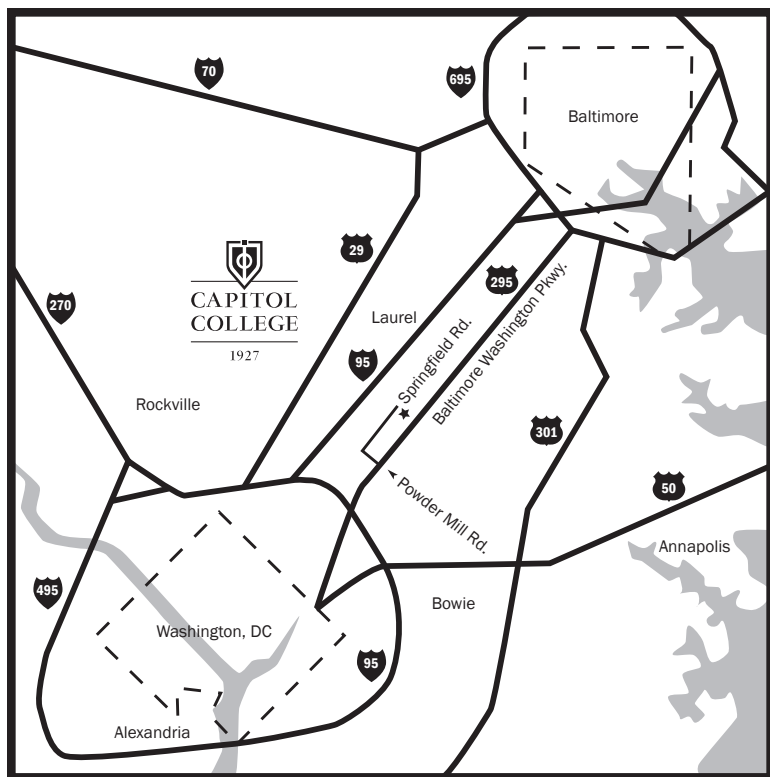 70
695
Baltimore
29
295
270
CAPITOL
COLLEGE
1927
Laurel
95
Springfield Rd.
Baltimore Washington Pkwy.
Rockville
301
Powder Mill Rd.
50
Annapolis
495
Bowie
Washington, DC
95
Alexandria